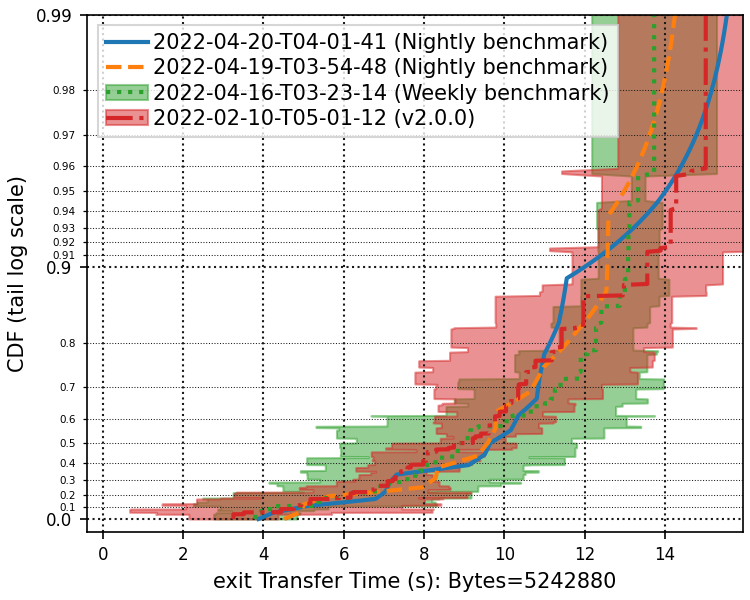 0.99
2022-04-20-T04-01-41 (Nightly benchmark)
2022-04-19-T03-54-48 (Nightly benchmark)
2022-04-16-T03-23-14 (Weekly benchmark)
2022-02-10-T05-01-12 (v2.0.0)
0.98
0.97
0.96
0.95
0.94
0.93
0.92
0.91
0.9
0.8
0.7
0.6
0.5
0.4
0.3
0.2
0.1
0.0
CDF (tail log scale)
0 2 4 6 8 10 12 14
exit Transfer Time (s): Bytes=5242880